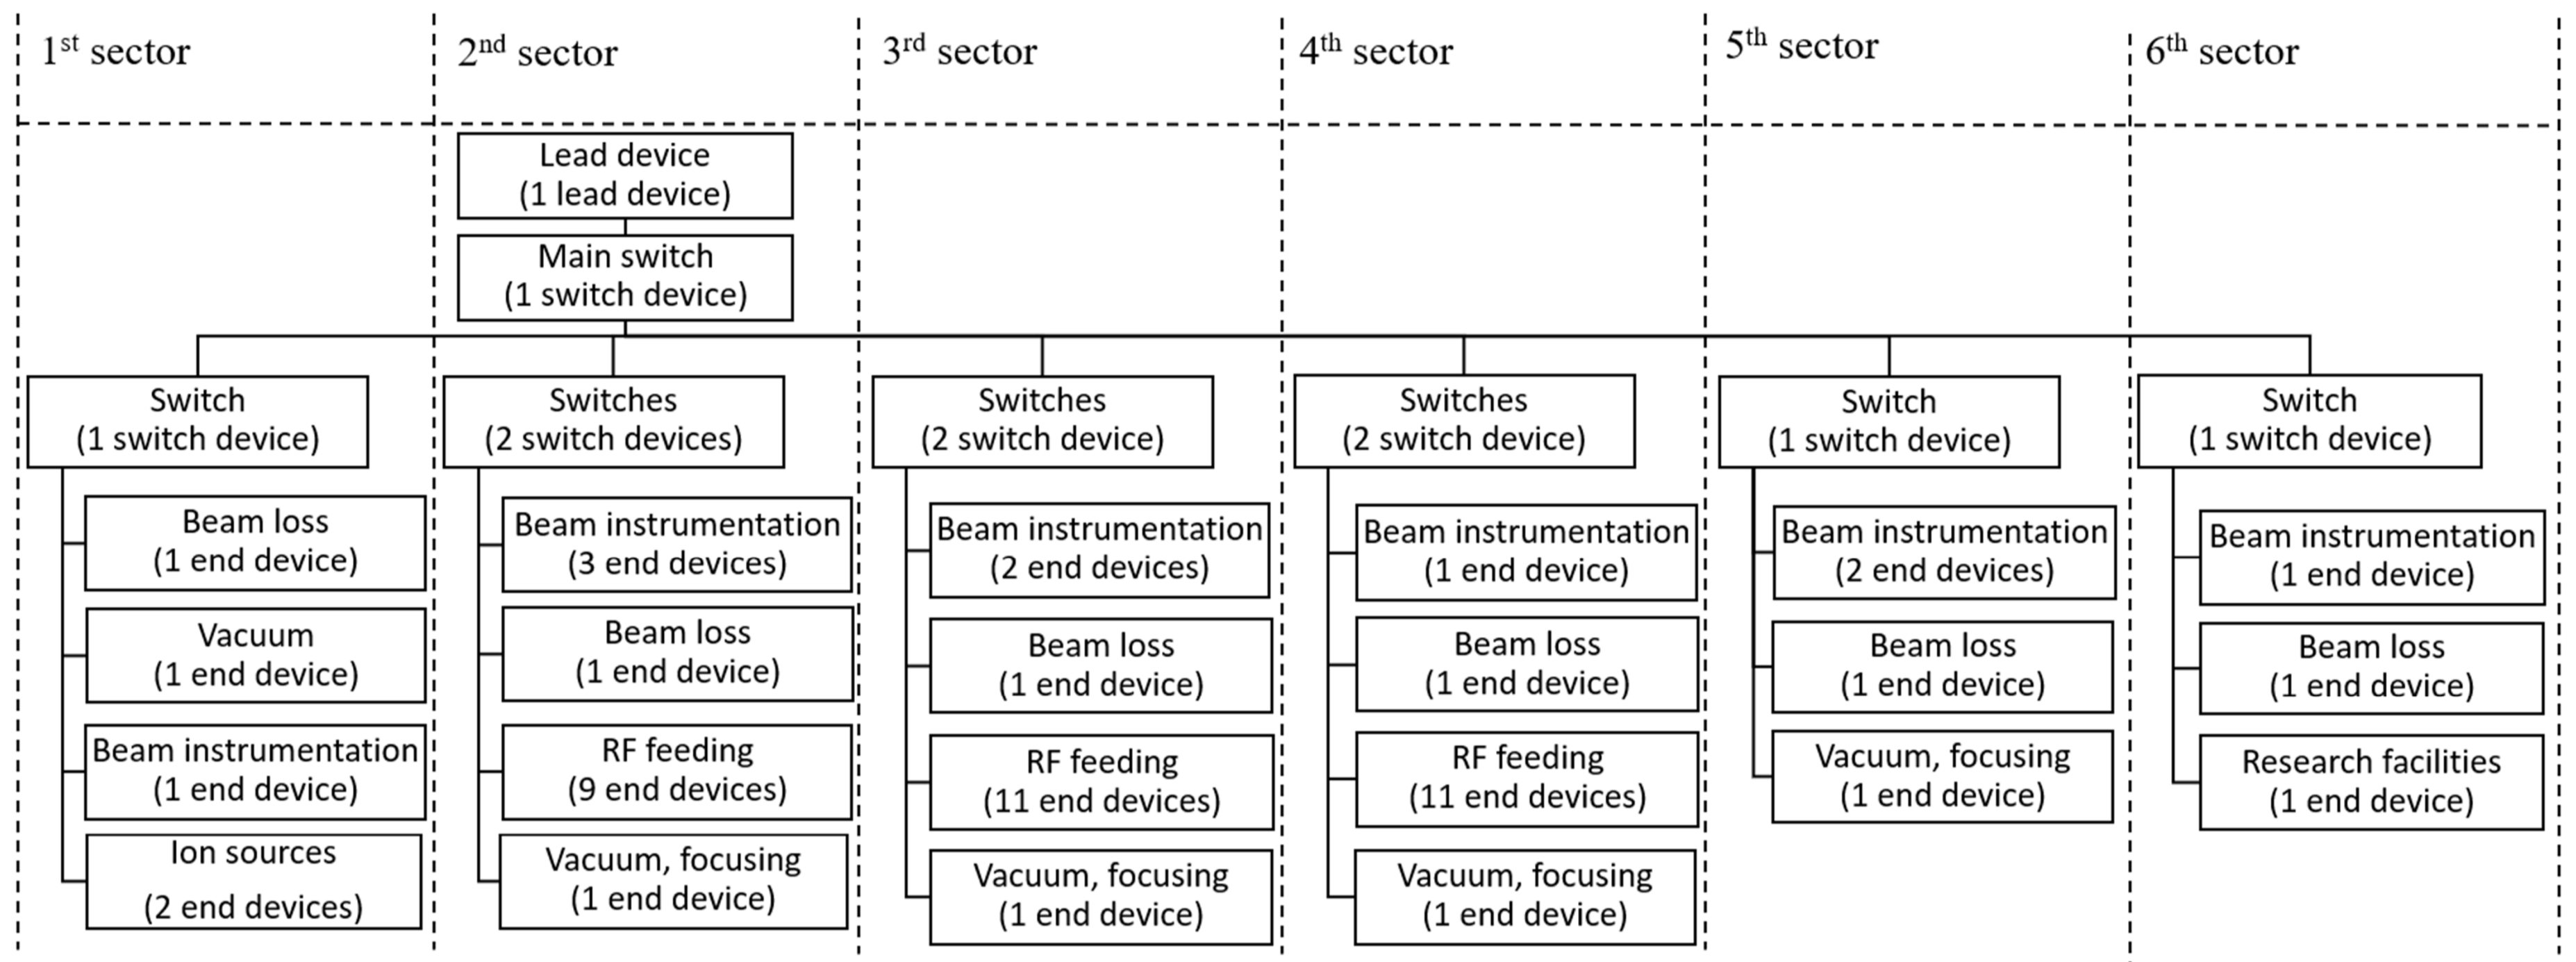 1st sector
2nd sector
3rd sector
4th sector
5th sector
6th sector
Lead device
(1 lead device)
Main switch
(1 switch device)
Switch
(1 switch device)
Switches
(2 switch devices)
Switches
(2 switch device)
Switches
(2 switch device)
Switch
(1 switch device)
Switch
(1 switch device)
Beam loss
(1 end device)
Vacuum
(1 end device)
Beam instrumentation
(1 end device)
Ion sources
(2 end devices)
Beam instrumentation
(3 end devices)
Beam loss
(1 end device)
RF feeding
(9 end devices)
Vacuum, focusing
(1 end device)
Beam instrumentation
(2 end devices)
Beam loss
(1 end device)
RF feeding
(11 end devices)
Vacuum, focusing
(1 end device)
Beam instrumentation
(1 end device)
Beam loss
(1 end device)
RF feeding
(11 end devices)
Vacuum, focusing
(1 end device)
Beam instrumentation
(2 end devices)
Beam loss
(1 end device)
Vacuum, focusing
(1 end device)
Beam instrumentation
(1 end device)
Beam loss
(1 end device)
Research facilities
(1 end device)